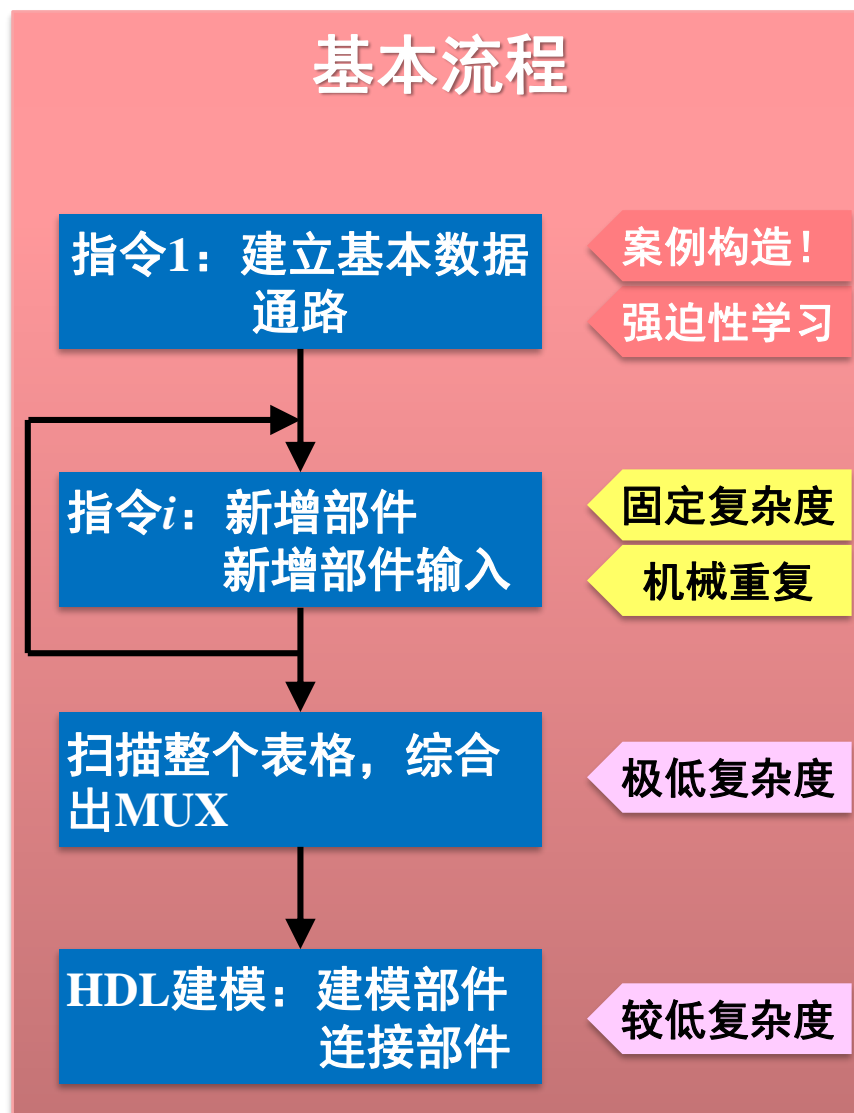 基本流程
指令1：建立基本数据
通路
案例构造！
强迫性学习
指令i：新增部件
新增部件输入
固定复杂度
机械重复
扫描整个表格，综合
出MUX
极低复杂度
HDL建模：建模部件
连接部件
较低复杂度